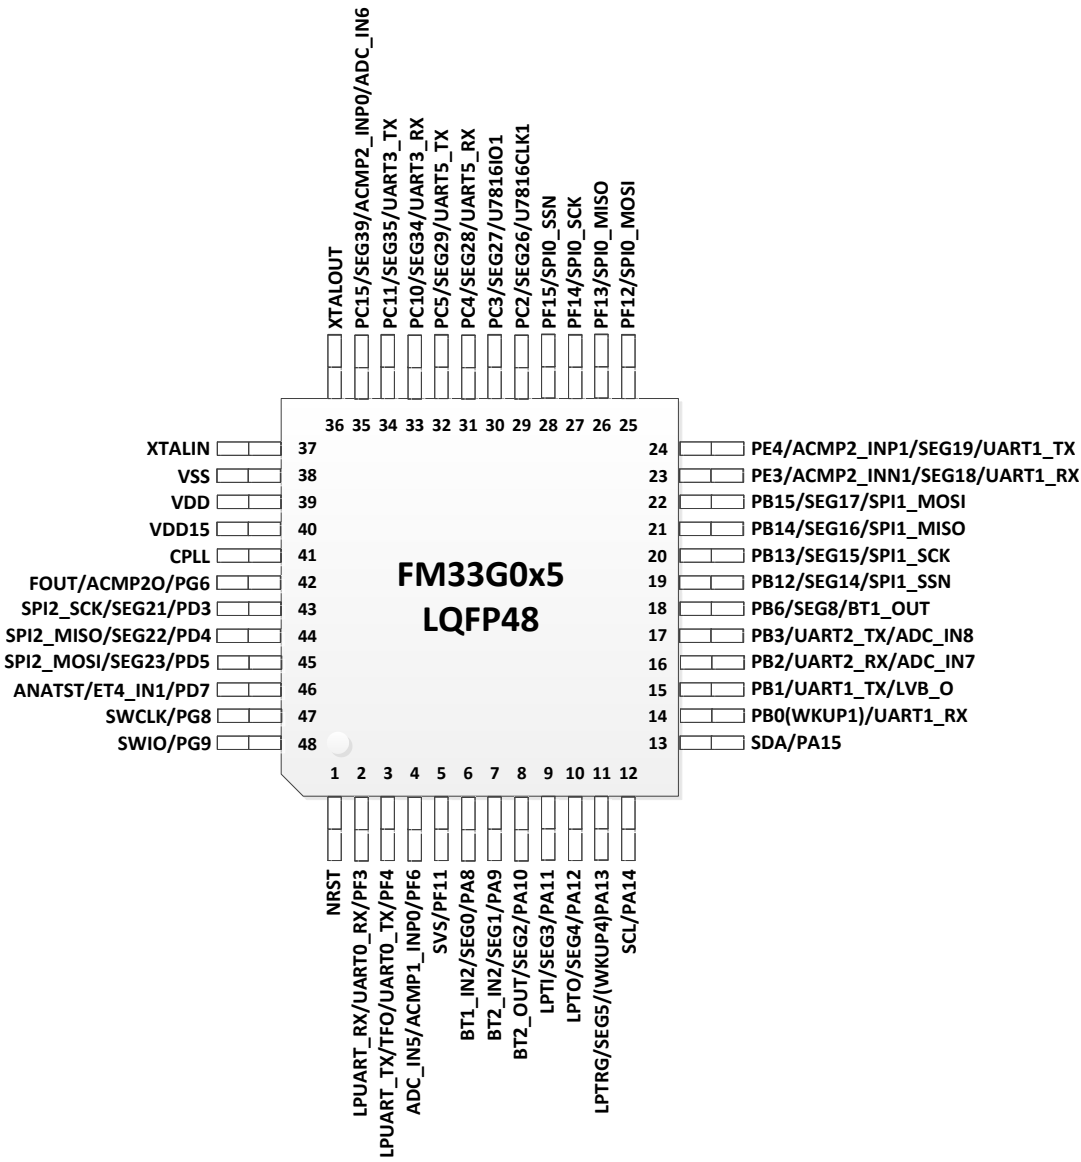 XTALOUT
PC15/SEG39/ACMP2_INP0/ADC_IN6
PC11/SEG35/UART3_TX
PC10/SEG34/UART3_RX
PC5/SEG29/UART5_TX
PC4/SEG28/UART5_RX
PC3/SEG27/U7816IO1
PC2/SEG26/U7816CLK1
PF15/SPI0_SSN
PF14/SPI0_SCK
PF13/SPI0_MISO
PF12/SPI0_MOSI
36 35 34 33 32 31 30 29 28 27 26 25
XTALIN 37
VSS 38
VDD 39
VDD15 40
CPLL 41
FOUT/ACMP2O/PG6 42
SPI2_SCK/SEG21/PD3 43
SPI2_MISO/SEG22/PD4 44
SPI2_MOSI/SEG23/PD5 45
ANATST/ET4_IN1/PD7 46
SWCLK/PG8 47
SWIO/PG9 48
FM33G0x5
LQFP48
24 PE4/ACMP2_INP1/SEG19/UART1_TX
23 PE3/ACMP2_INN1/SEG18/UART1_RX
22 PB15/SEG17/SPI1_MOSI
21 PB14/SEG16/SPI1_MISO
20 PB13/SEG15/SPI1_SCK
19 PB12/SEG14/SPI1_SSN
18 PB6/SEG8/BT1_OUT
17 PB3/UART2_TX/ADC_IN8
16 PB2/UART2_RX/ADC_IN7
15 PB1/UART1_TX/LVB_O
14 PB0(WKUP1)/UART1_RX
13 SDA/PA15
1 2 3 4 5 6 7 8 9 10 11 12
NRST
LPUART_RX/UART0_RX/PF3
LPUART_TX/TFO/UART0_TX/PF4
ADC_IN5/ACMP1_INP0/PF6
SVS/PF11
BT1_IN2/SEG0/PA8
BT2_IN2/SEG1/PA9
BT2_OUT/SEG2/PA10
LPTI/SEG3/PA11
LPTO/SEG4/PA12
LPTRG/SEG5/(WKUP4)PA13
SCL/PA14